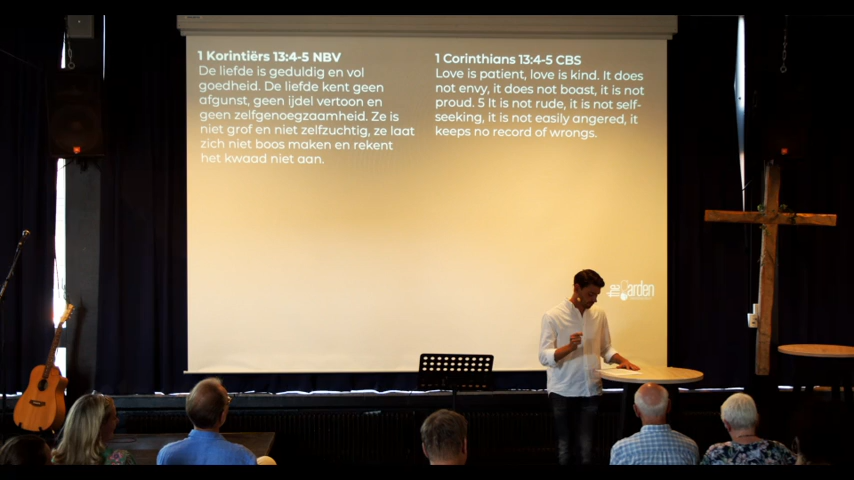 1 Korintiërs 13:4-5 NBV
De liefde is geduldig en vol
goedheid. De liefde kent geen
afgunst, geen ijdel vertoon en
geen zelfgenoegzaamheid. Ze is
niet grof en niet zelfzuchtig, ze laat
zich niet boos maken en rekent
het kwaad niet aan.
1 Corinthians 13:4-5 CBS
Love is patient, love is kind. It does
not envy, it does not boast, it is not
proud. 5 It is not rude, it is not self-
seeking, it is not easily angered, it
keeps no record of wrongs.
the Garden